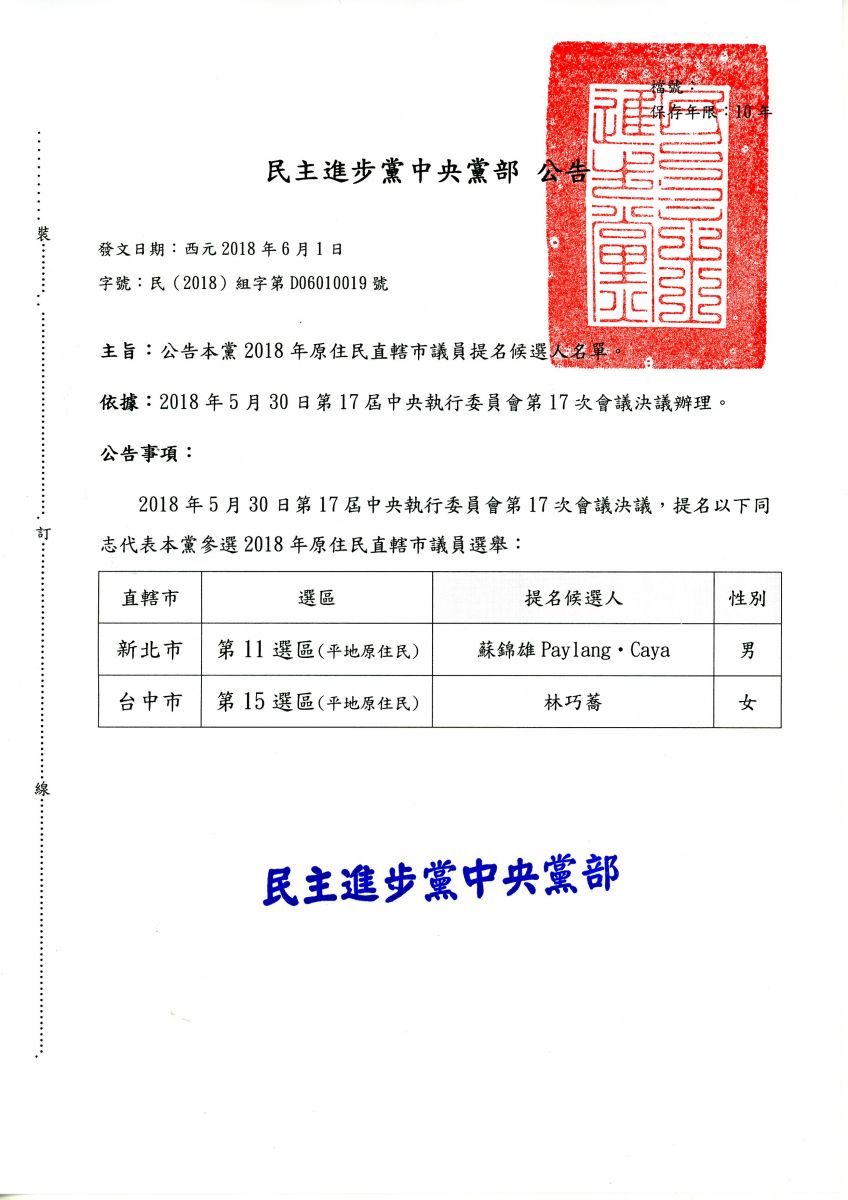 檔號：
保存年限：10年
民主進步黨中央黨部 公告
發文日期：西元 2018 年 6 月 1 日
字號：民（2018）組字第 D06010019 號
主旨：公告本黨 2018 年原住民直轄市議員提名候選人名單。
依據：2018 年 5 月 30 日第 17 屆中央執行委員會第 17 次會議決議辦理。
公告事項：
2018 年 5 月 30 日第 17 屆中央執行委員會第 17 次會議決議，提名以下同
志代表本黨參選 2018 年原住民直轄市議員選舉：
直轄市 選區 提名候選人 性別
新北市 第 11 選區(平地原住民) 蘇錦雄 Paylang・Caya 男
台中市 第 15 選區(平地原住民) 林巧蕎 女
民主進步黨中央黨部
裝
訂
線